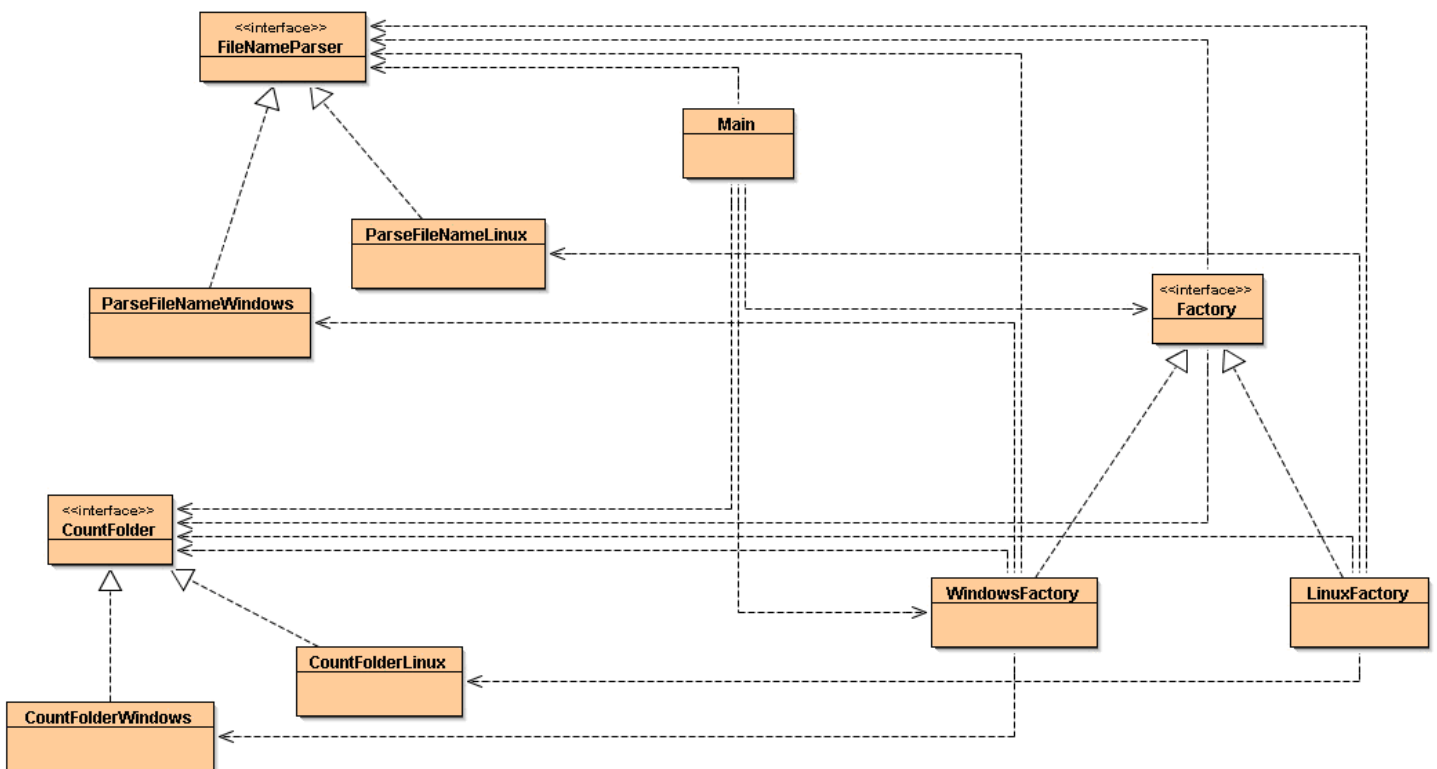 <<interface>>
FileNameParser
Main
ParseFileNameLinux
ParseFileNameWindows
<<interface>>
Factory
<<interface>>
CountFolder
WindowsFactory
LinuxFactory
CountFolderLinux
CountFolderWindows